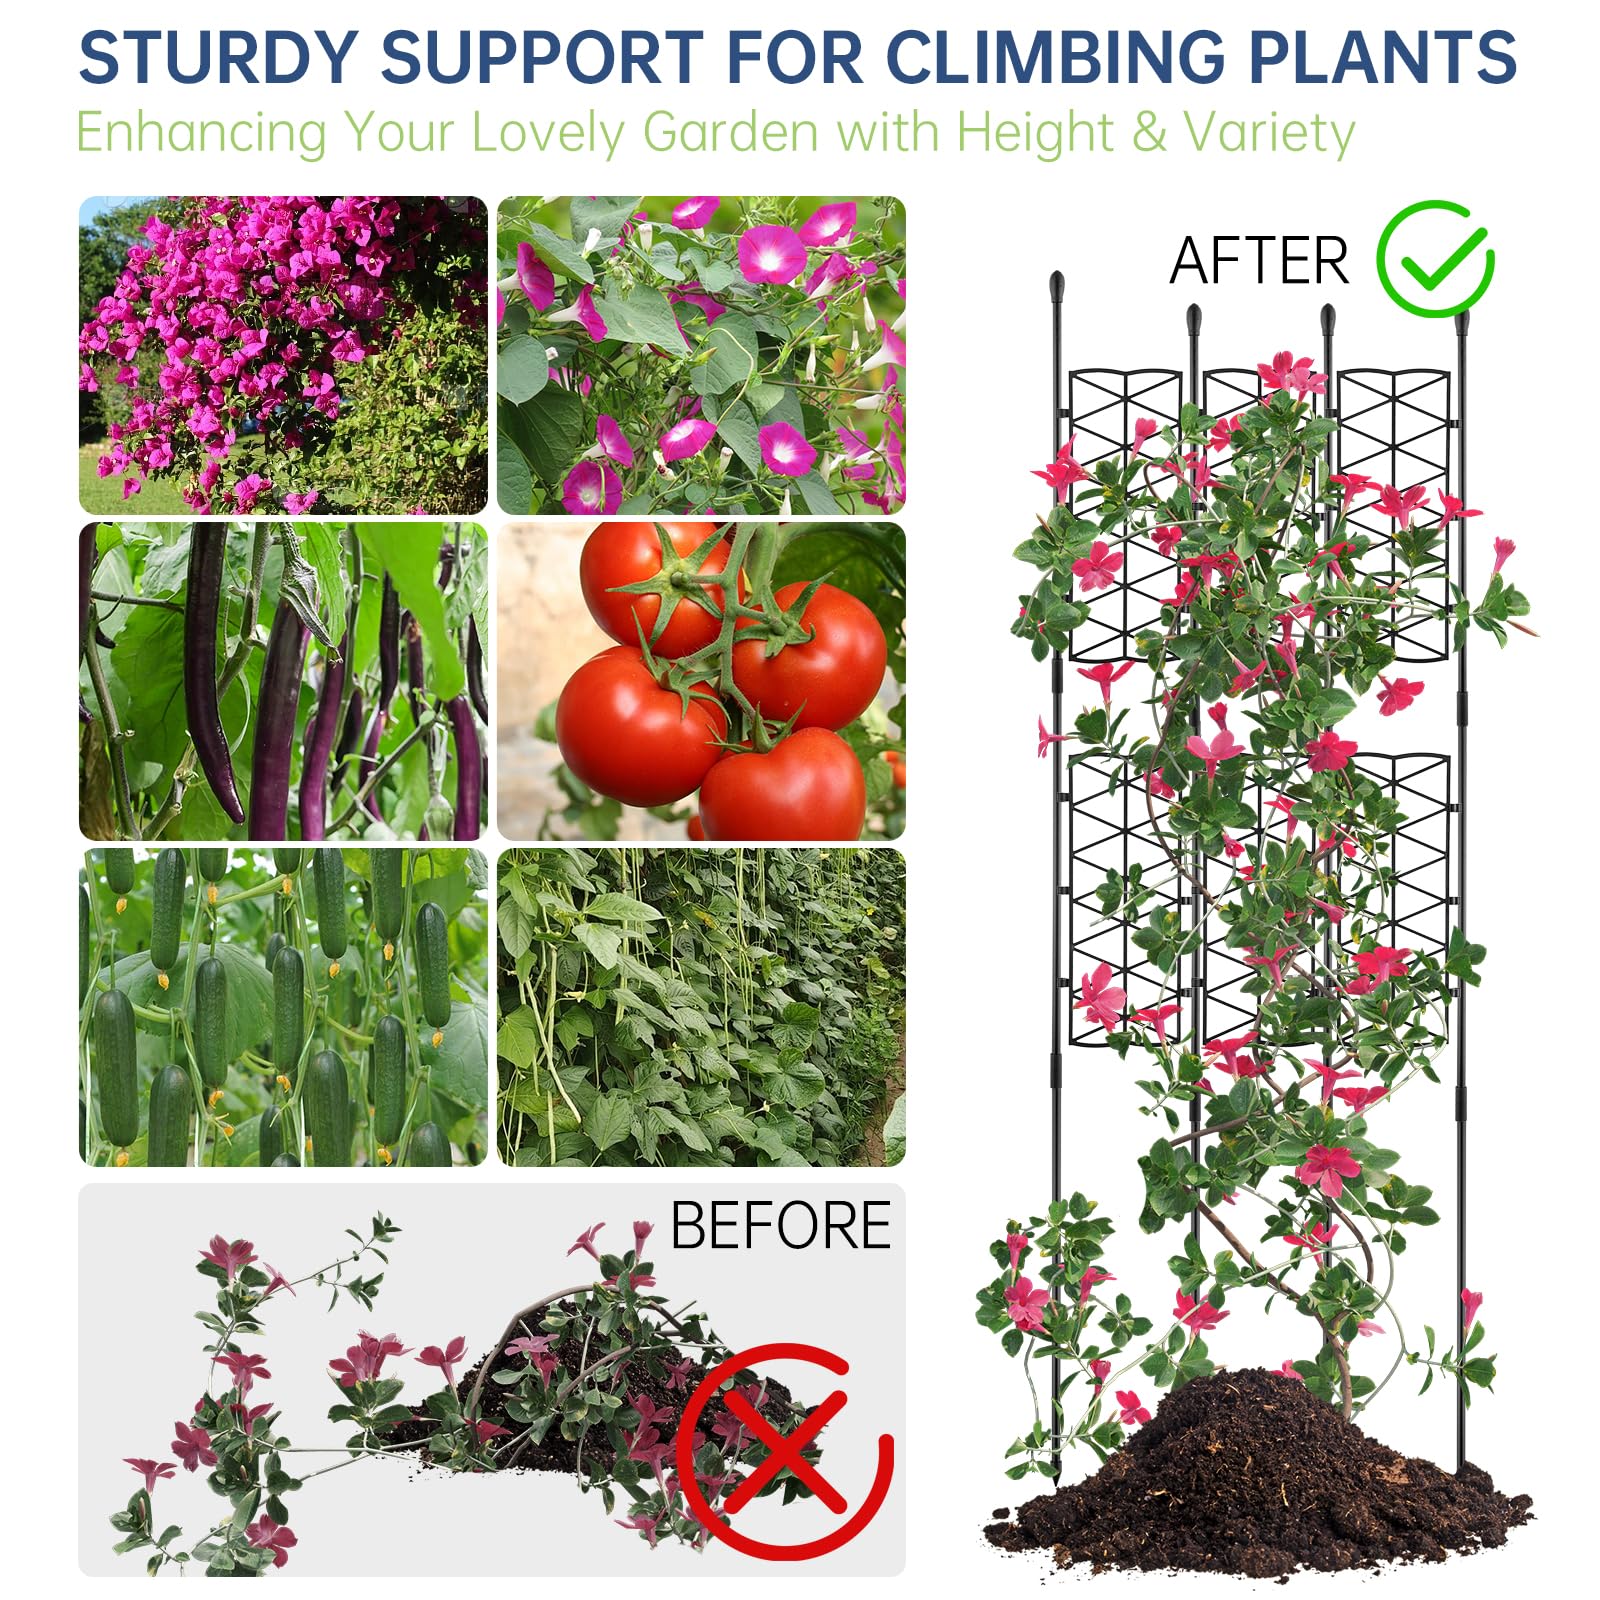 STURDY SUPPORT FOR CLIMBING PLANTS
Enhancing Your Lovely Garden with Height & Variety
AFTER
BEFORE